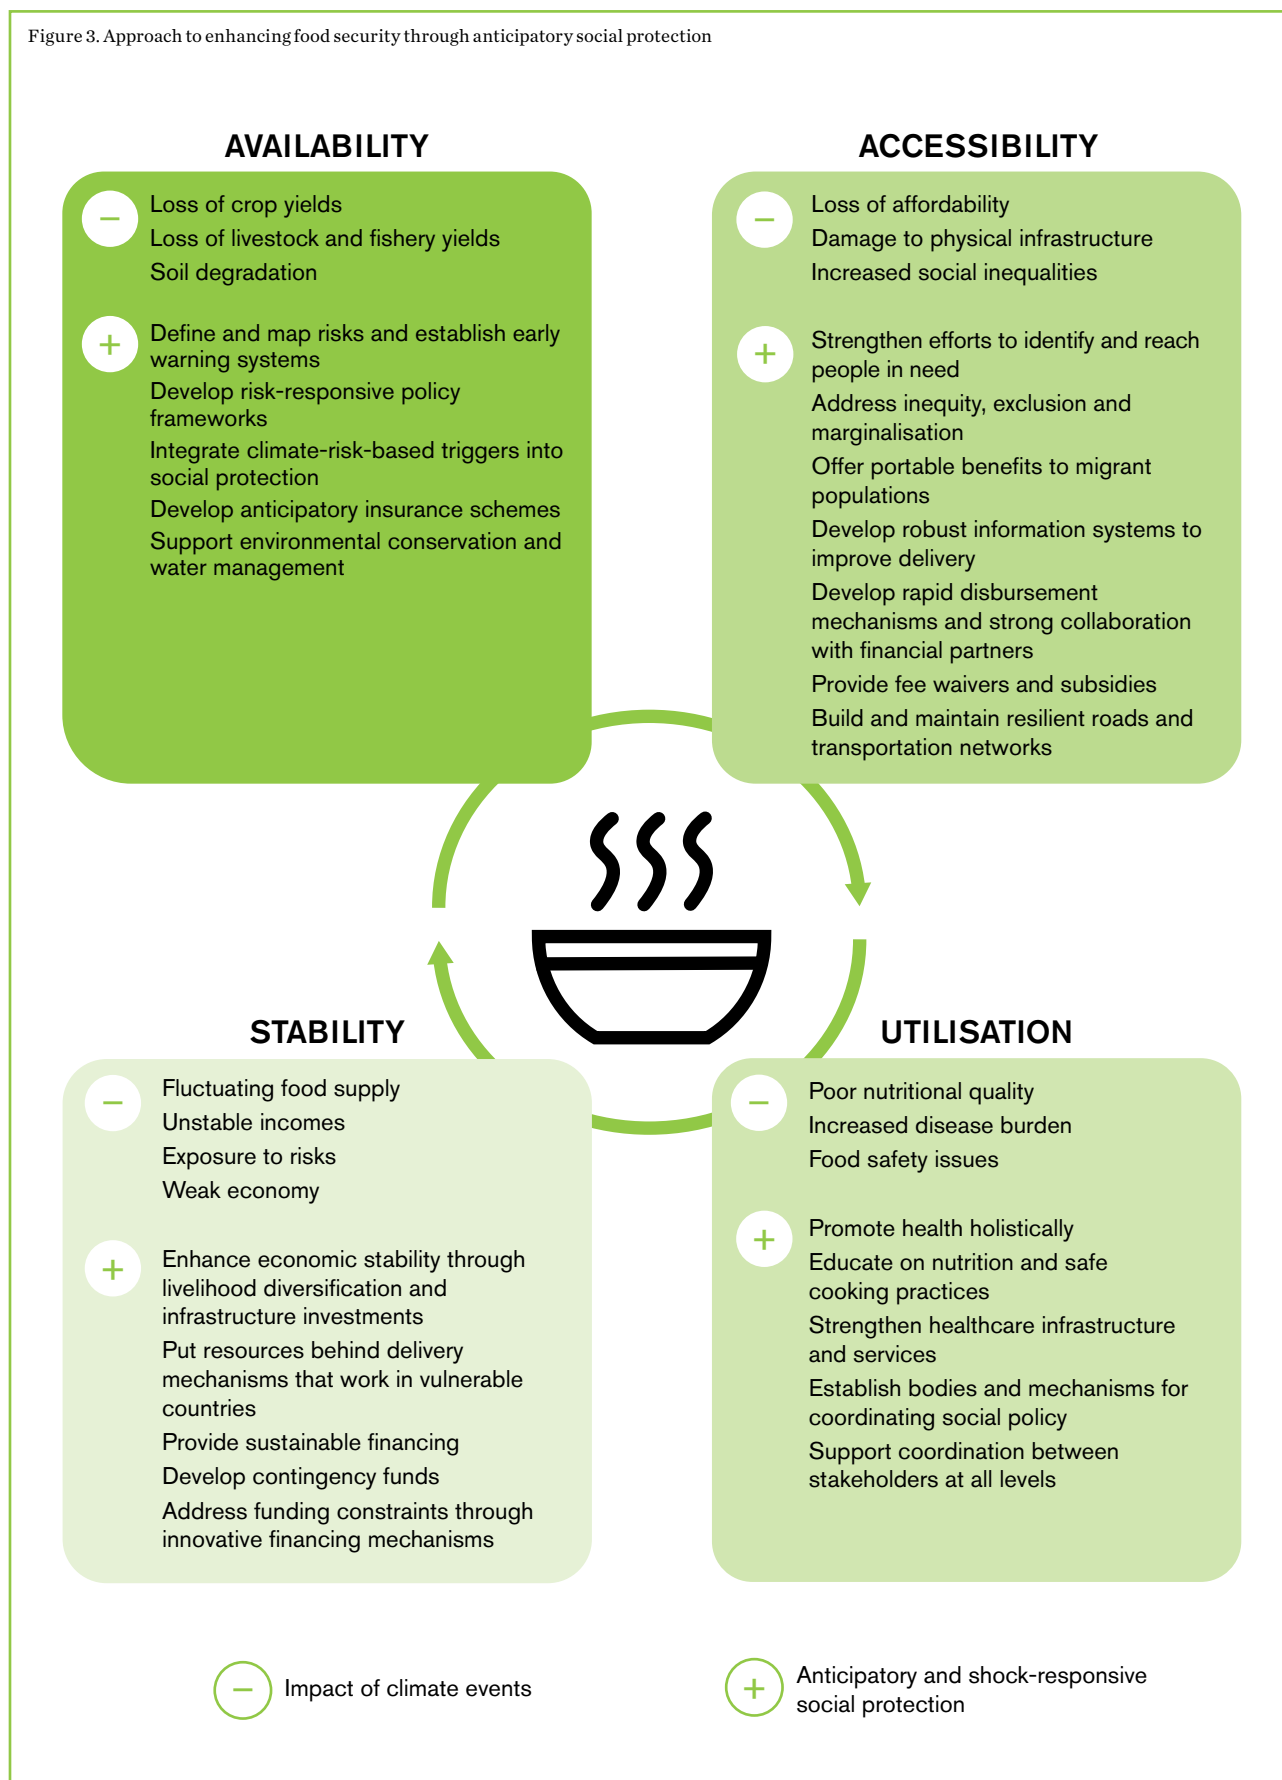 Figure 3. Approach to enhancing food security through anticipatory social protection
AVAILABILITY
−
Loss of crop yields
Loss of livestock and fishery yields
Soil degradation
+
Define and map risks and establish early
warning systems
Develop risk-responsive policy
frameworks
Integrate climate-risk-based triggers into
social protection
Develop anticipatory insurance schemes
Support environmental conservation and
water management
ACCESSIBILITY
−
Loss of affordability
Damage to physical infrastructure
Increased social inequalities
+
Strengthen efforts to identify and reach
people in need
Address inequity, exclusion and
marginalisation
Offer portable benefits to migrant
populations
Develop robust information systems to
improve delivery
Develop rapid disbursement
mechanisms and strong collaboration
with financial partners
Provide fee waivers and subsidies
Build and maintain resilient roads and
transportation networks
STABILITY
−
Fluctuating food supply
Unstable incomes
Exposure to risks
Weak economy
+
Enhance economic stability through
livelihood diversification and
infrastructure investments
Put resources behind delivery
mechanisms that work in vulnerable
countries
Provide sustainable financing
Develop contingency funds
Address funding constraints through
innovative financing mechanisms
UTILISATION
−
Poor nutritional quality
Increased disease burden
Food safety issues
+
Promote health holistically
Educate on nutrition and safe
cooking practices
Strengthen healthcare infrastructure
and services
Establish bodies and mechanisms for
coordinating social policy
Support coordination between
stakeholders at all levels
−
Impact of climate events
+
Anticipatory and shock-responsive
social protection